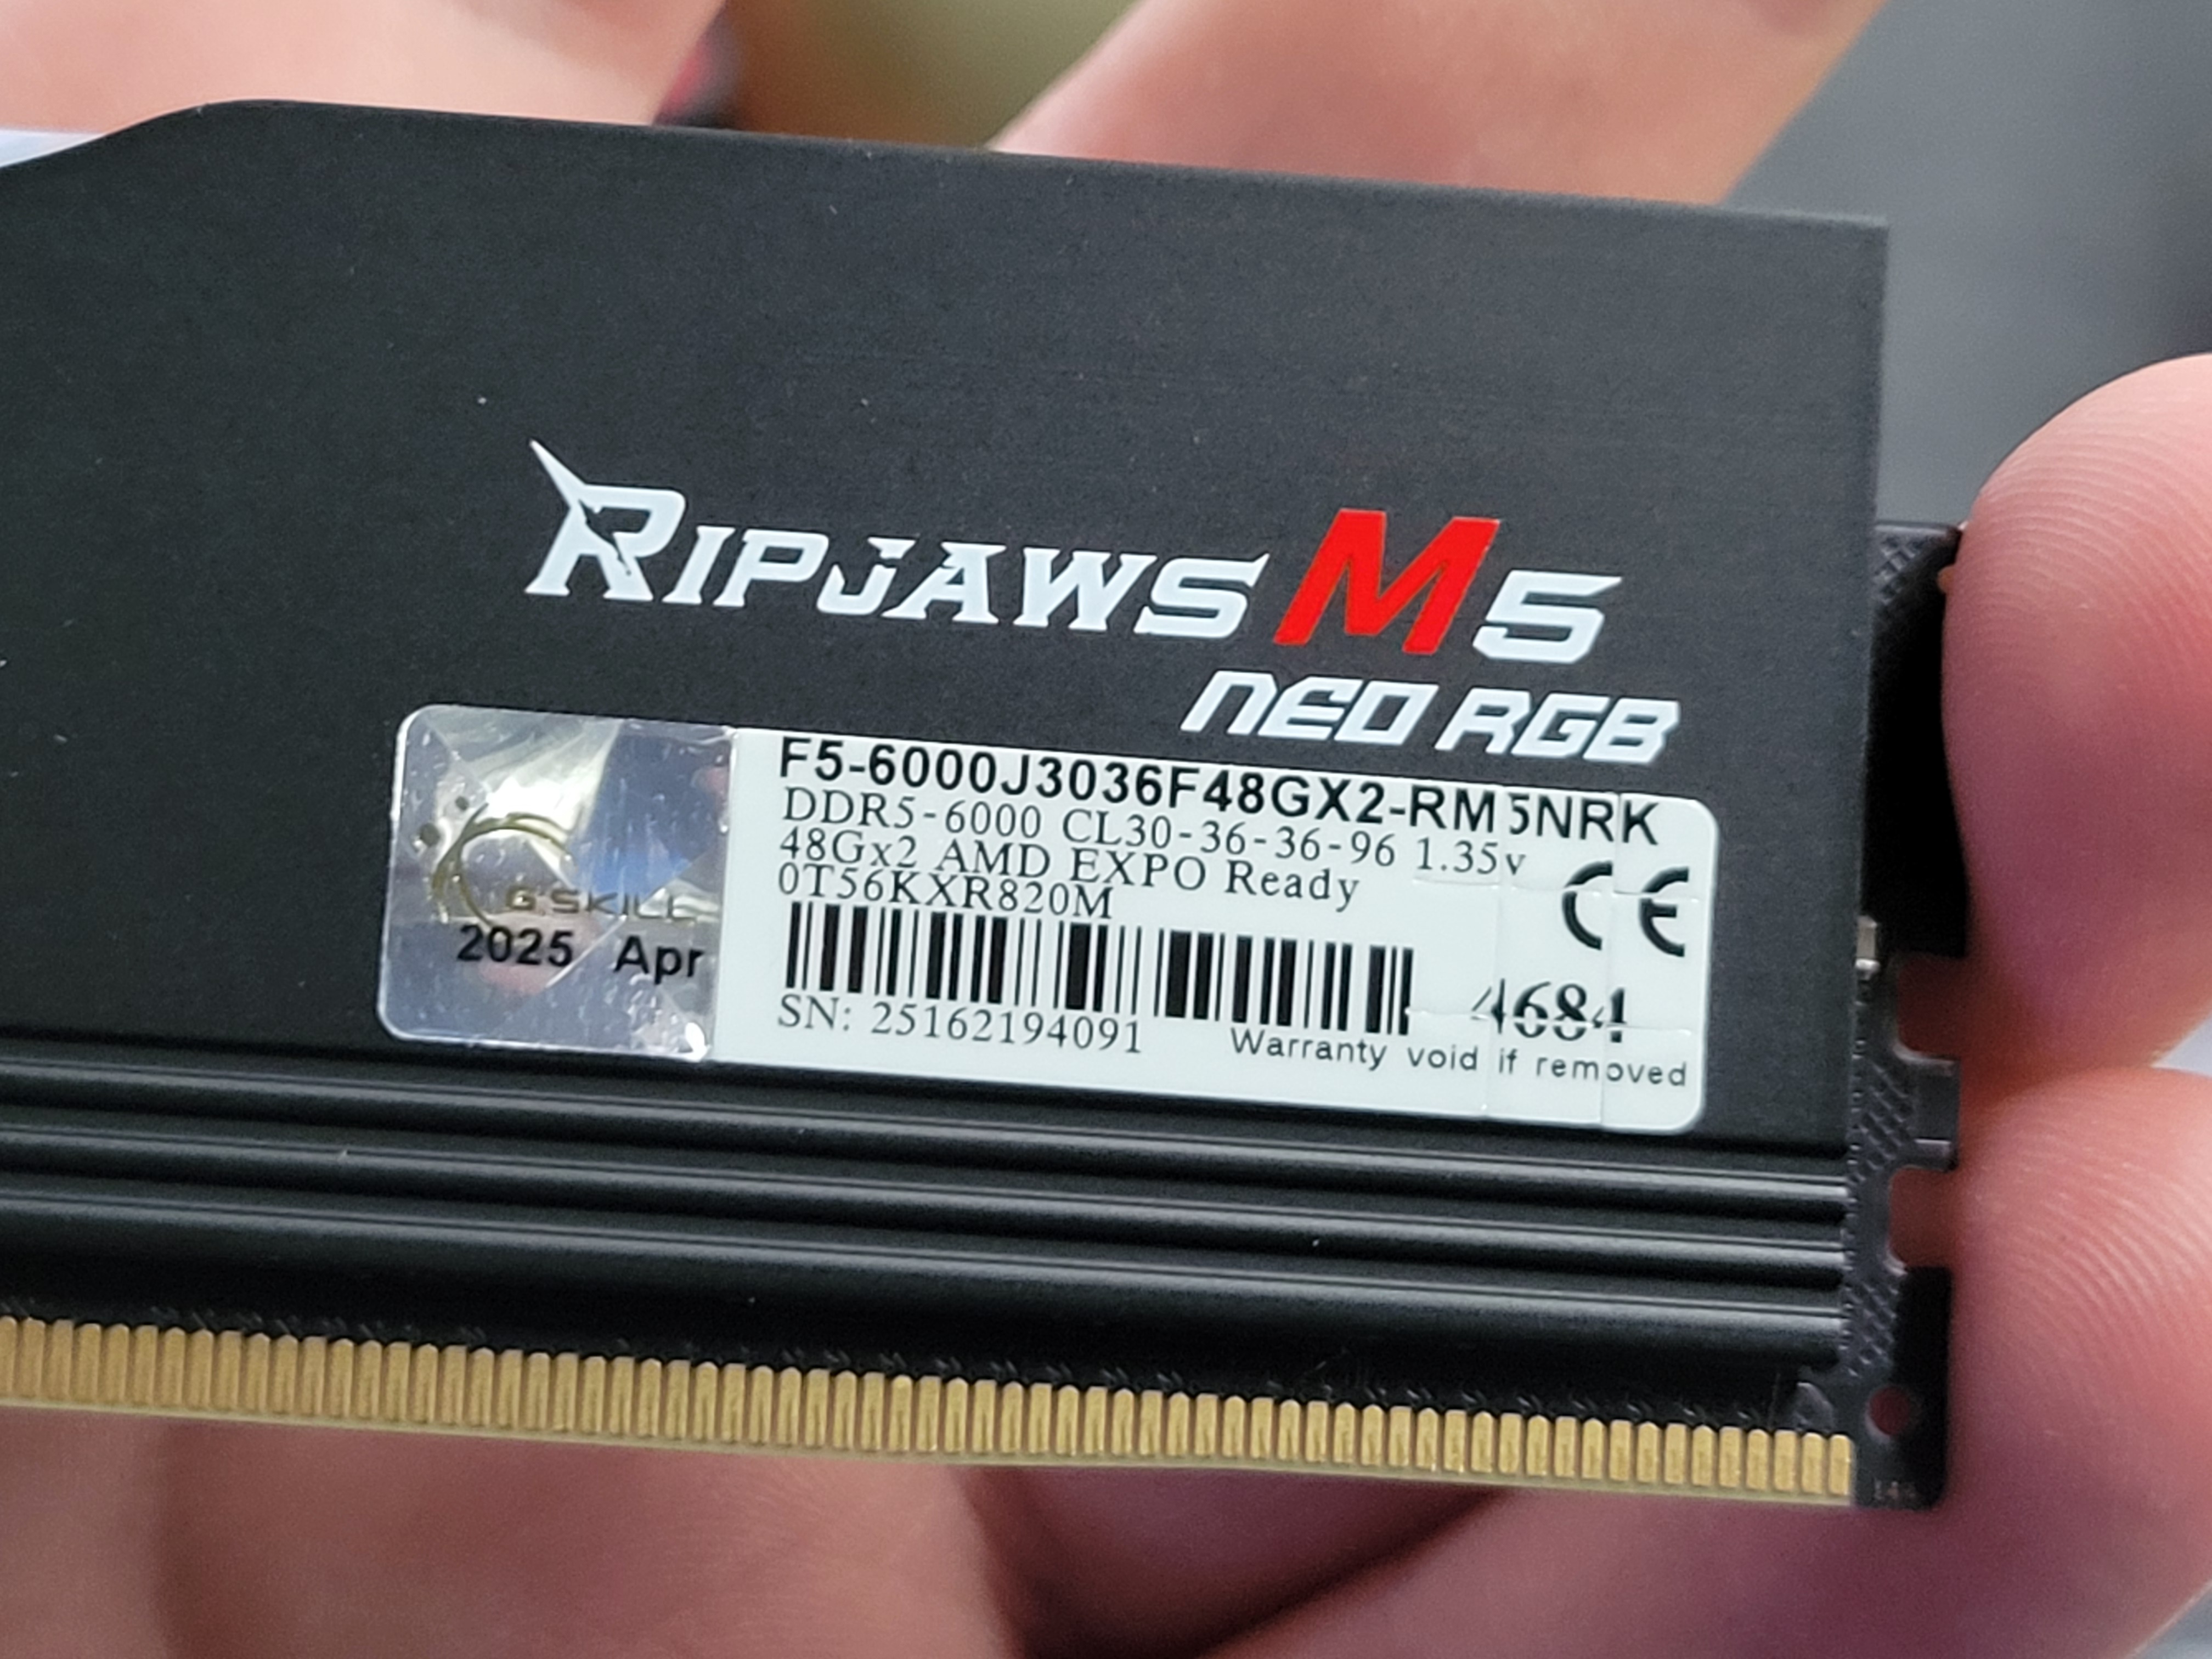 RIPJAWS M5
NEO RGB
F5-6000J3036F48GX2-RM5NRK
DDR5-6000 CL30-36-36-96 1.35v
48Gx2 AMD EXPO Ready
0T56KXR820M
CE
G.SKILL
2025 Apr
4684
SN: 25162194091
Warranty void if removed